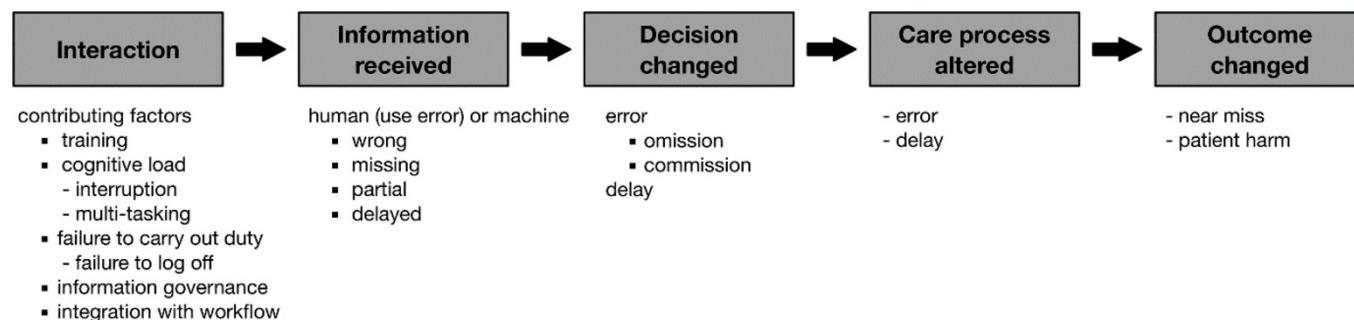 Interaction
contributing factors
▪ training
▪ cognitive load
- interruption
- multi-tasking
▪ failure to carry out duty
- failure to log off
▪ information governance
▪ integration with workflow
Information
received
human (use error) or machine
▪ wrong
▪ missing
▪ partial
▪ delayed
Decision
changed
error
▪ omission
▪ commission
delay
Care process
altered
- error
- delay
Outcome
changed
- near miss
- patient harm